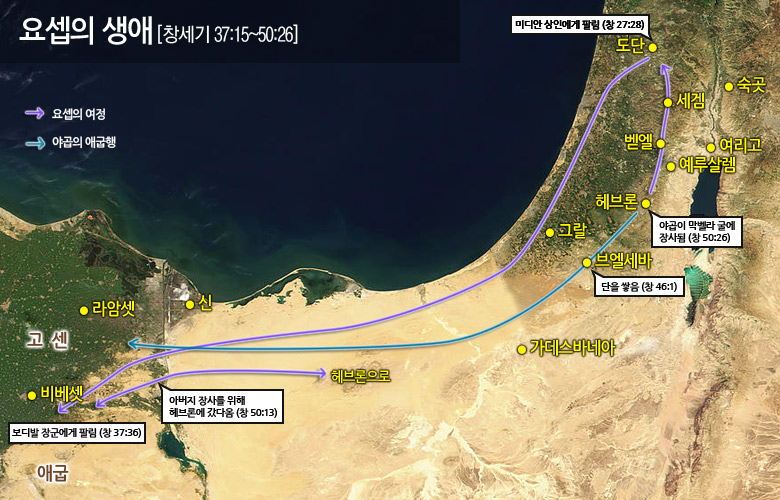 요셉의 생애 [창세기 37:15~50:26]
미디안 상인에게 팔림 (창 27:28)
도단
숙곳
세겜
요셉의 여정
야곱의 애굽행
벧엘
여리고
예루살렘
헤브론
야곱이 막벨라 굴에
장사됨 (창 50:26)
그랄
브엘세바
단을 쌓음 (창 46:1)
라암셋
신
고 센
가데스바네아
헤브론으로
비베셋
아버지 장사를 위해
헤브론에 갔다옴 (창 50:13)
보디발 장군에게 팔림 (창 37:36)
애굽